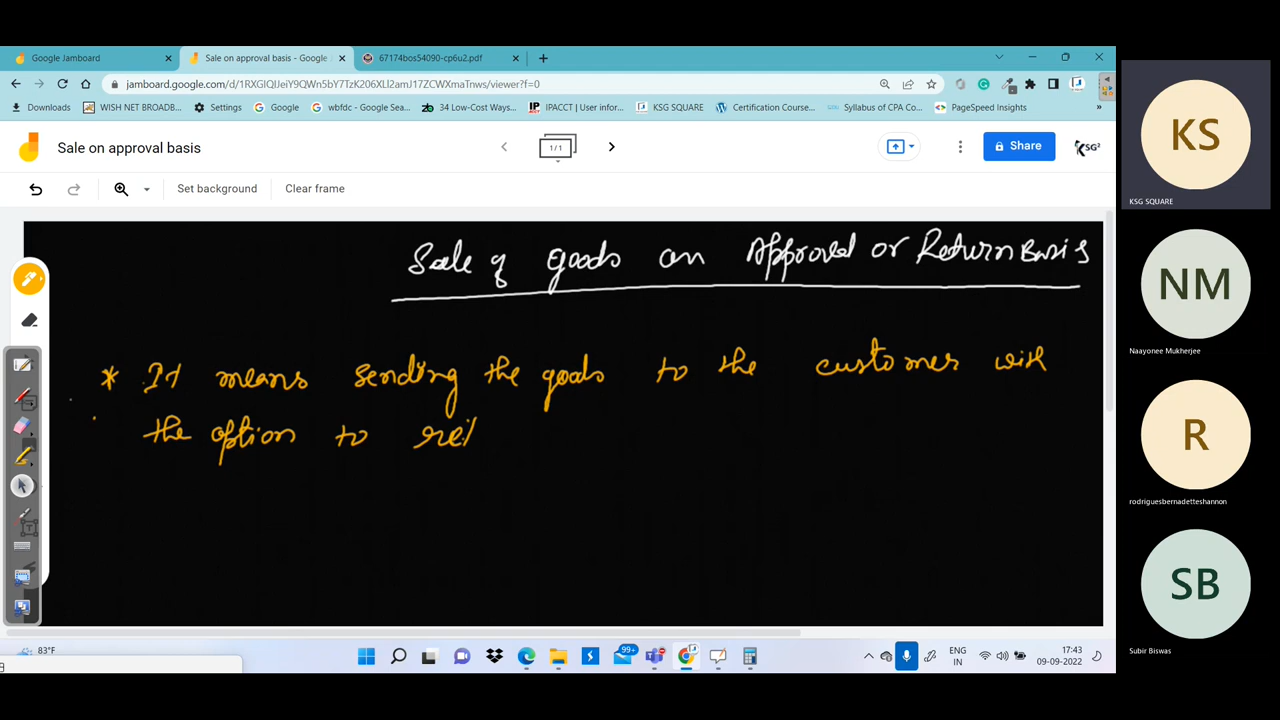 Google Jamboard
Sale on approval basis - Google
67174bos54090-cp6u2.pdf
jamboard.google.com/d/1RXGlQIJeiY9QWn5bY7TzK206XLl2amJ17ZCWXmaTnws/viewer?f=0
Downloads WISH NET BROADB... Settings Google wbfdc - Google Sea... 34 Low-Cost Ways... IPACCT | User infor... KSG SQUARE Certification Course... Syllabus of CPA Co... PageSpeed Insights »
Sale on approval basis
1/1
Share
KSG²
Set background Clear frame
Sale of goods on Approval or Return Basis
* It means sending the goods to the customer with
the option to ret
83°F
99+
ENG
IN
17:43
09-09-2022
KS
KSG SQUARE
NM
Naayonee Mukherjee
R
rodriguesbernadetteshannon
SB
Subir Biswas